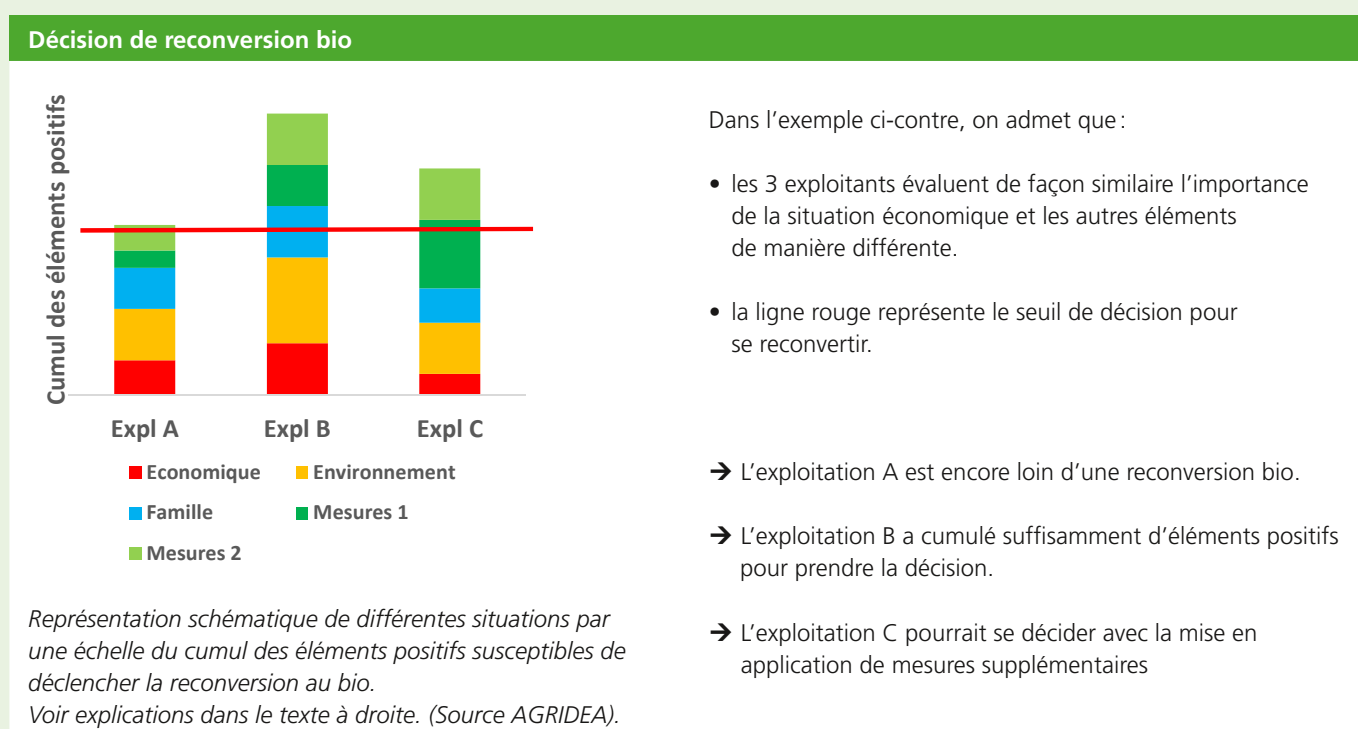 Décision de reconversion bio
Cumul des éléments positifs
Expl A
Expl B
Expl C
Economique
Environnement
Famille
Mesures 1
Mesures 2
Représentation schématique de différentes situations par
une échelle du cumul des éléments positifs susceptibles de
déclencher la reconversion au bio.
Voir explications dans le texte à droite. (Source AGRIDEA).
Dans l’exemple ci-contre, on admet que :
• les 3 exploitants évaluent de façon similaire l’importance
de la situation économique et les autres éléments
de manière différente.
• la ligne rouge représente le seuil de décision pour
se reconvertir.
➔ L’exploitation A est encore loin d’une reconversion bio.
➔ L’exploitation B a cumulé suffisamment d’éléments positifs
pour prendre la décision.
➔ L’exploitation C pourrait se décider avec la mise en
application de mesures supplémentaires